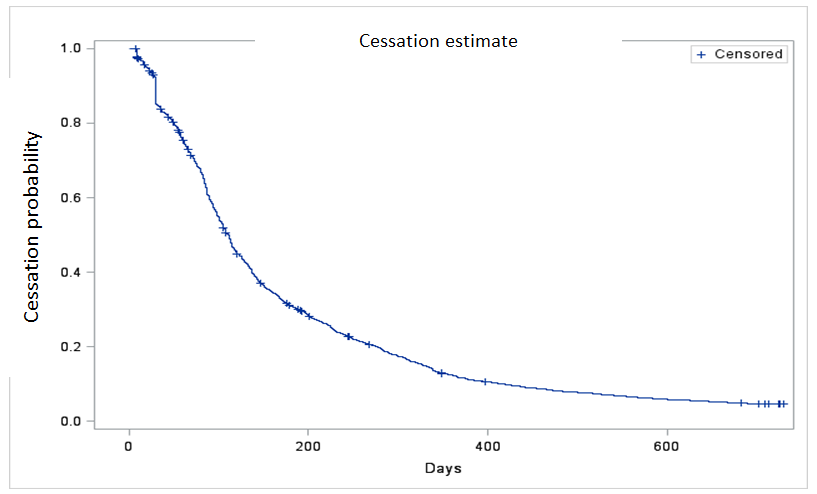 Cessation estimate
+ Censored
1.0
0.8
0.6
0.4
0.2
0.0
Cessation probability
0 200 400 600
Days